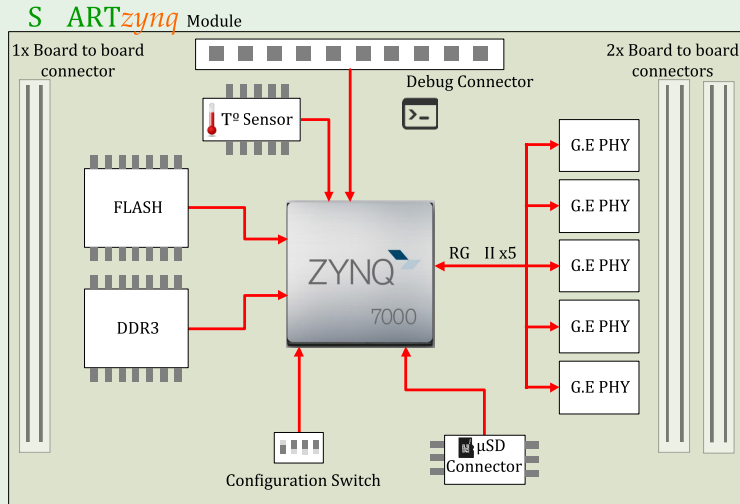 S ARTzynq Module
1x Board to board
connector
Debug Connector
2x Board to board
connectors
Tº Sensor
>_
FLASH
DDR3
ZYNQ
7000
RG II x5
G.E PHY
G.E PHY
G.E PHY
G.E PHY
G.E PHY
Configuration Switch
µSD
Connector